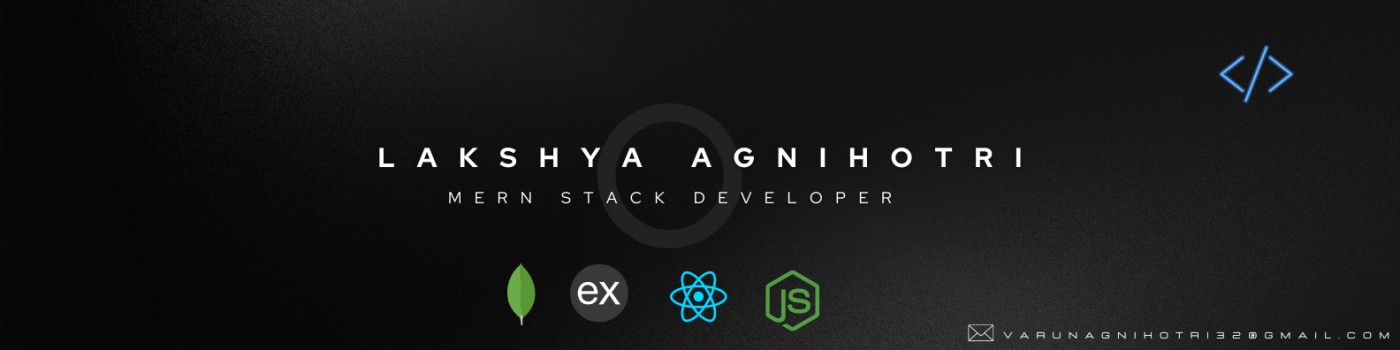 </>
LAKSHYA AGNIHOTRI
MERN STACK DEVELOPER
ex
JS
VARUNAGNIHOTRI32@GMAIL.COM